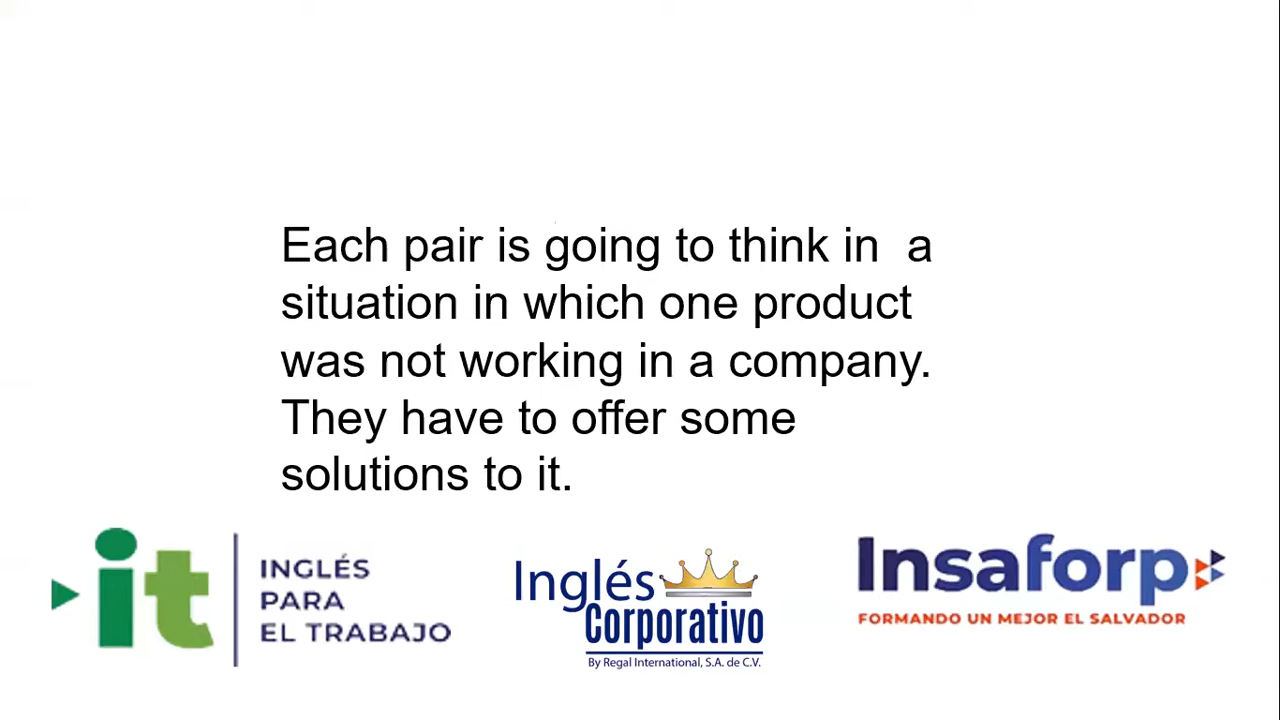 Each pair is going to think in  a
situation in which one product
was not working in a company.
They have to offer some
solutions to it.
it
INGLÉS
PARA
EL TRABAJO
Inglés
Corporativo
By Regal International, S.A. de C.V.
Insaforp
FORMANDO UN MEJOR EL SALVADOR